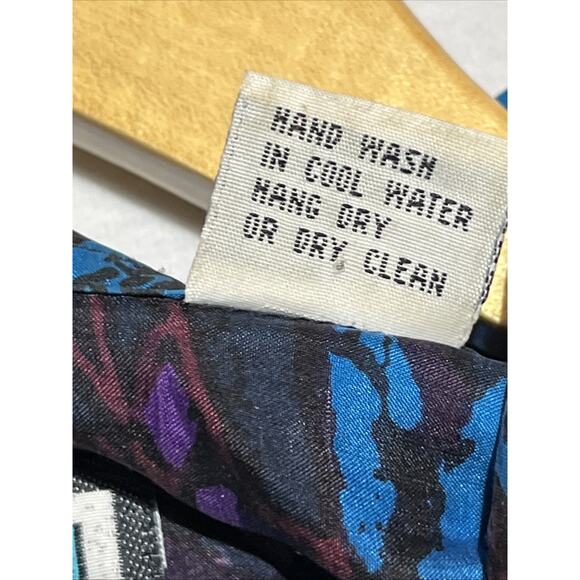 HAND WASH
IN COOL WATER
HANG DRY
OR DRY CLEAN